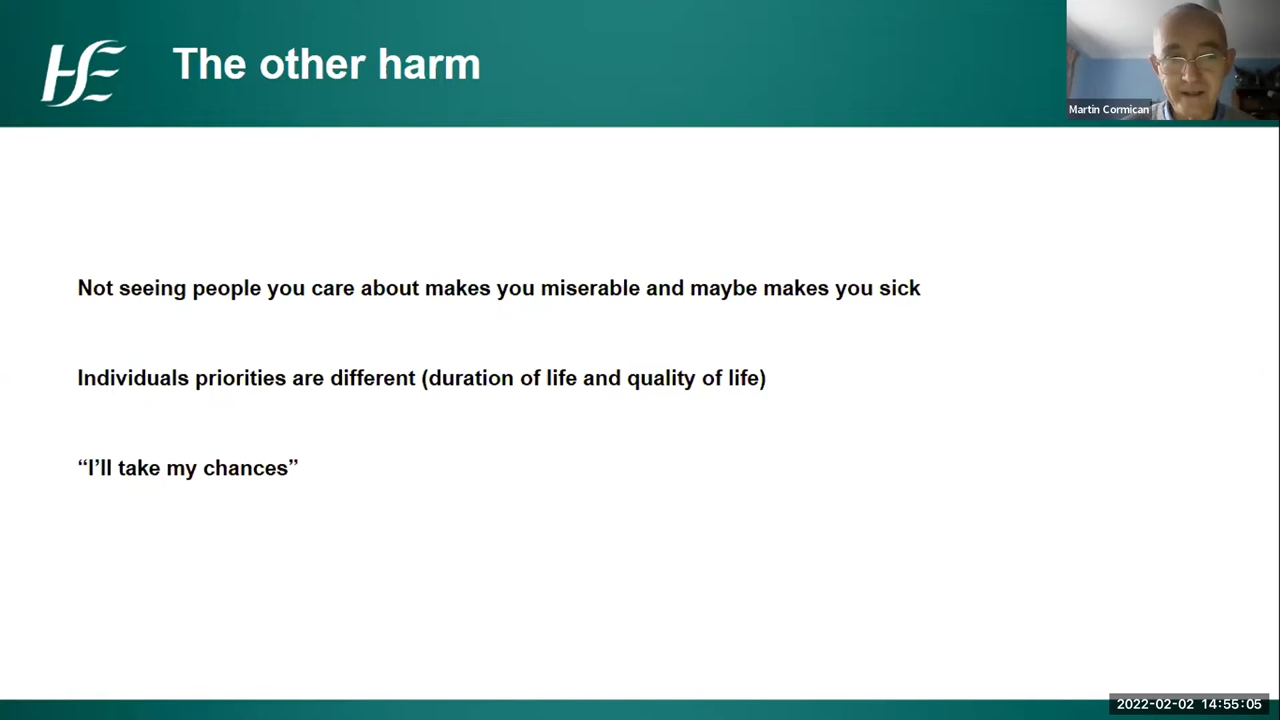 HSE
The other harm
Martin Cormican
Not seeing people you care about makes you miserable and maybe makes you sick
Individuals priorities are different (duration of life and quality of life)
“I’ll take my chances”
2022-02-02 14:55:05